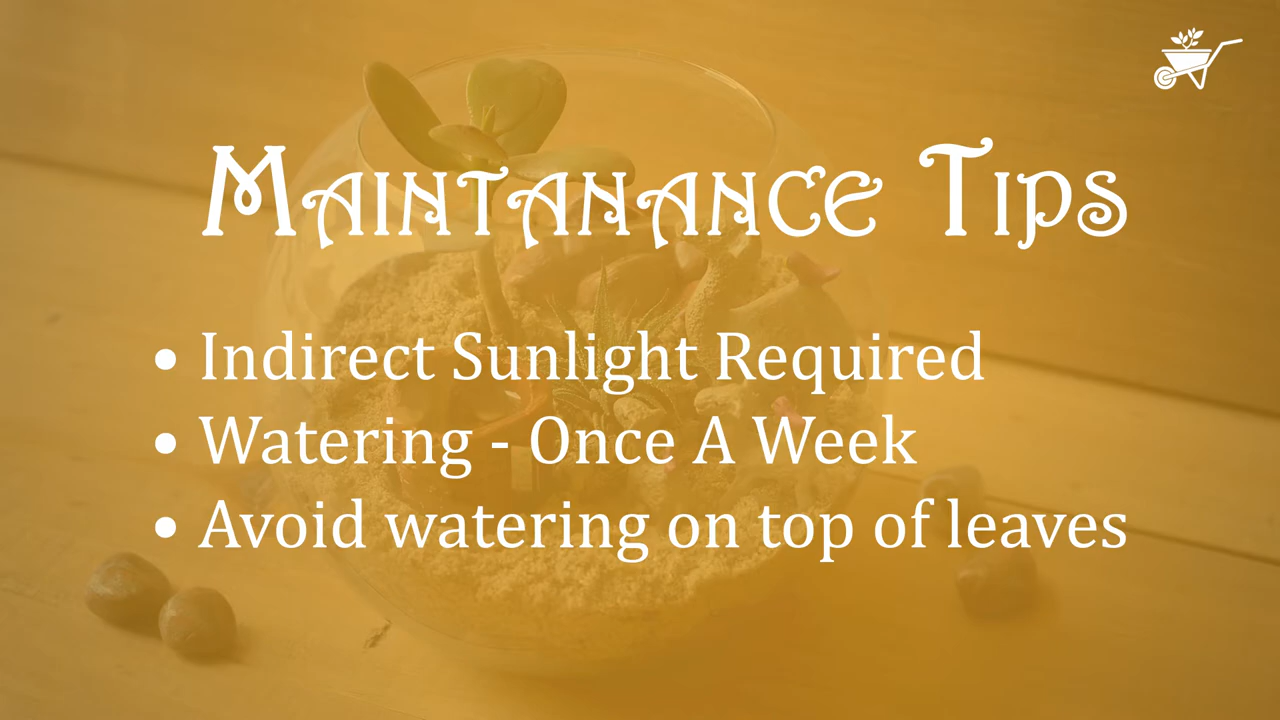 Maintanance Tips
• Indirect Sunlight Required
• Watering - Once A Week
• Avoid watering on top of leaves